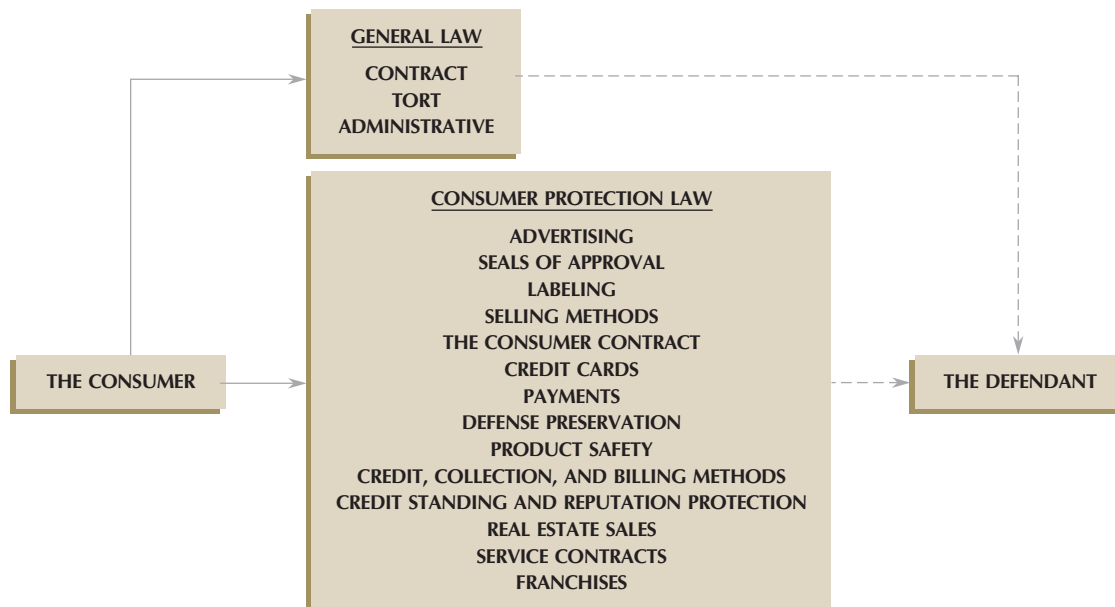 GENERAL LAW
CONTRACT
TORT
ADMINISTRATIVE
CONSUMER PROTECTION LAW
ADVERTISING
SEALS OF APPROVAL
LABELING
SELLING METHODS
THE CONSUMER CONTRACT
CREDIT CARDS
PAYMENTS
DEFENSE PRESERVATION
PRODUCT SAFETY
CREDIT, COLLECTION, AND BILLING METHODS
CREDIT STANDING AND REPUTATION PROTECTION
REAL ESTATE SALES
SERVICE CONTRACTS
FRANCHISES
THE CONSUMER
THE DEFENDANT